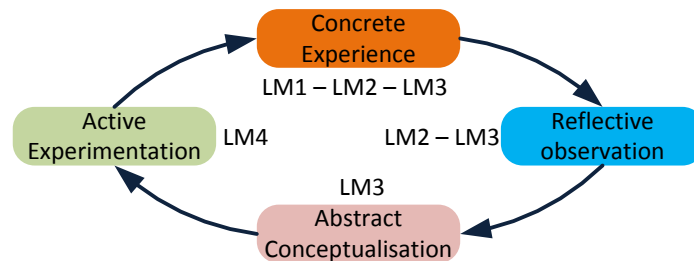 Concrete
Experience
LM1 – LM2 – LM3
Active
Experimentation
LM4
LM2 – LM3
Reflective
observation
LM3
Abstract
Conceptualisation